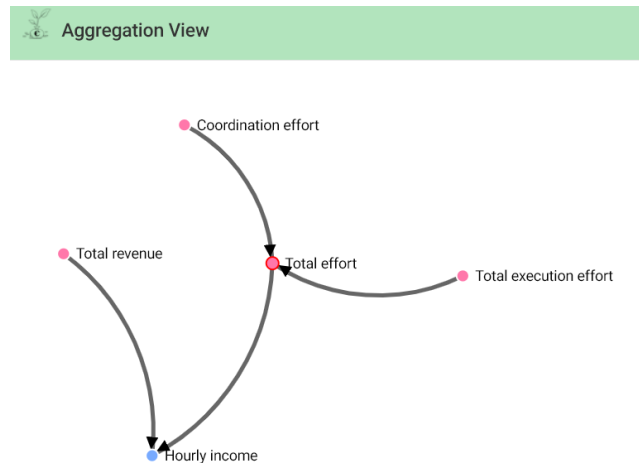 Aggregation View
Coordination effort
Total revenue
Total effort
Total execution effort
Hourly income